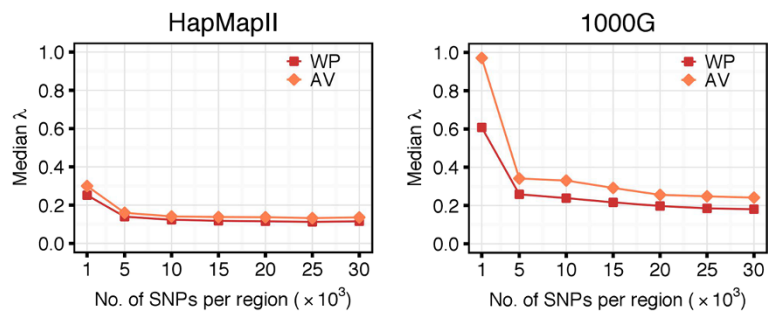 HapMapII
1.0
0.8
0.6
0.4
0.2
0.0
Median λ
WP
AV
1 5 10 15 20 25 30
No. of SNPs per region (×10³)
1000G
1.0
0.8
0.6
0.4
0.2
0.0
Median λ
WP
AV
1 5 10 15 20 25 30
No. of SNPs per region (×10³)